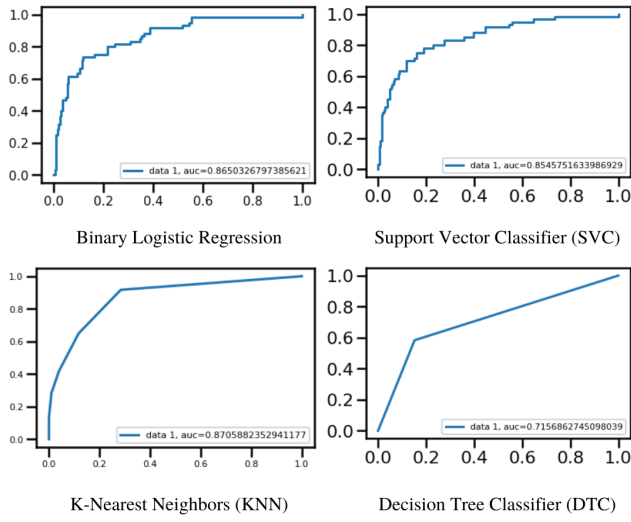 1.0
0.8
0.6
0.4
0.2
0.0
data 1, auc=0.8650326797385621
0.0 0.2 0.4 0.6 0.8 1.0
Binary Logistic Regression
1.0
0.8
0.6
0.4
0.2
0.0
data 1, auc=0.8545751633986929
0.0 0.2 0.4 0.6 0.8 1.0
Support Vector Classifier (SVC)
1.0
0.8
0.6
0.4
0.2
0.0
data 1, auc=0.8705882352941177
0.0 0.2 0.4 0.6 0.8 1.0
K-Nearest Neighbors (KNN)
1.0
0.8
0.6
0.4
0.2
0.0
data 1, auc=0.7156862745098039
0.0 0.2 0.4 0.6 0.8 1.0
Decision Tree Classifier (DTC)